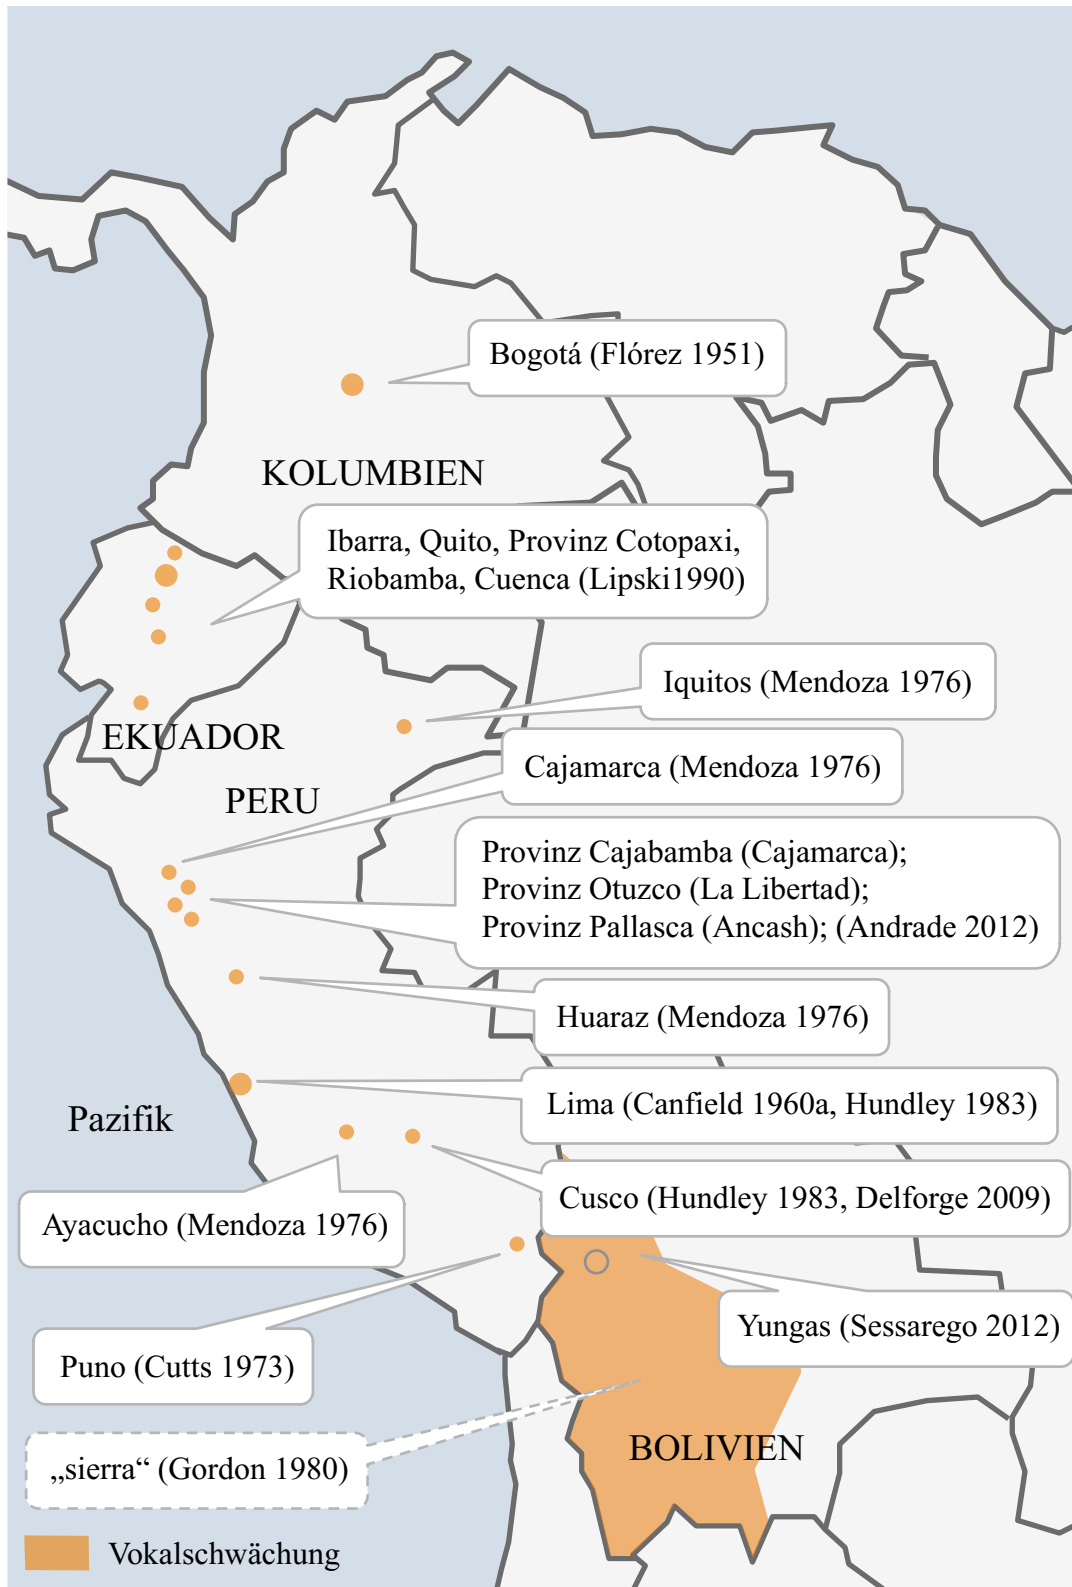 Bogotá (Flórez 1951)
KOLUMBIEN
Ibarra, Quito, Provinz Cotopaxi,
Riobamba, Cuenca (Lipski1990)
Iquitos (Mendoza 1976)
EKUADOR
Cajamarca (Mendoza 1976)
PERU
Provinz Cajabamba (Cajamarca);
Provinz Otuzco (La Libertad);
Provinz Pallasca (Ancash); (Andrade 2012)
Huaraz (Mendoza 1976)
Lima (Canfield 1960a, Hundley 1983)
Pazifik
Cusco (Hundley 1983, Delforge 2009)
Ayacucho (Mendoza 1976)
Yungas (Sessarego 2012)
Puno (Cutts 1973)
BOLIVIEN
„sierra“ (Gordon 1980)
Vokalschwächung